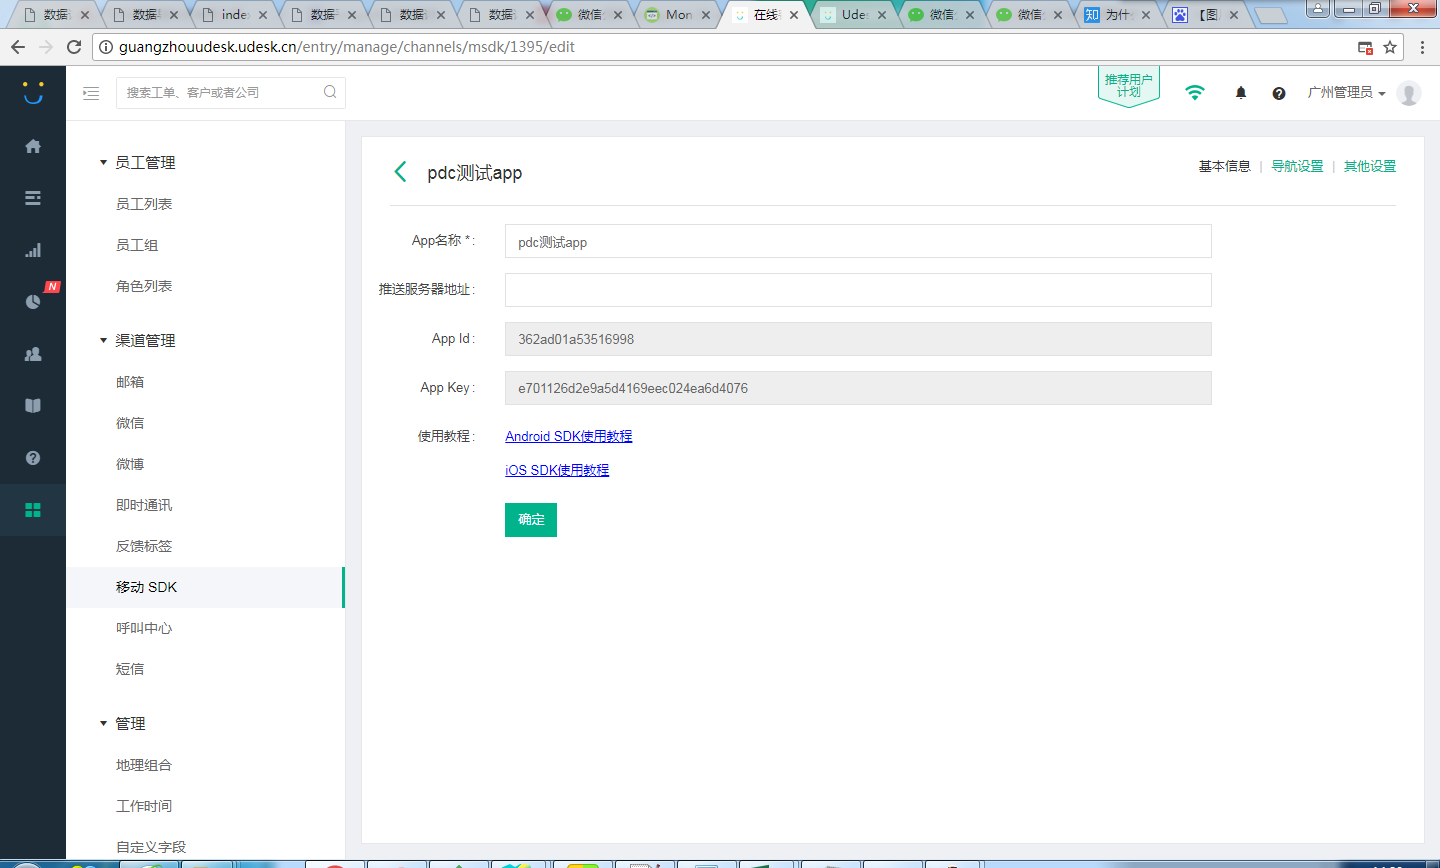 数据
数据
inde
数据
数据
数据
微信
Mon
在线
Ude
微信
微信
知 为什
【图
guangzhouudesk.udesk.cn/entry/manage/channels/msdk/1395/edit
搜索工单、客户或者公司
推荐用户
计划
广州管理员
N
员工管理
员工列表
员工组
角色列表
渠道管理
邮箱
微信
微博
即时通讯
反馈标签
移动 SDK
呼叫中心
短信
管理
地理组合
工作时间
自定义字段
pdc测试app
基本信息 | 导航设置 | 其他设置
App名称 * :
pdc测试app
推送服务器地址 :
App Id :
362ad01a53516998
App Key :
e701126d2e9a5d4169eec024ea6d4076
使用教程 :
Android SDK使用教程
iOS SDK使用教程
确定